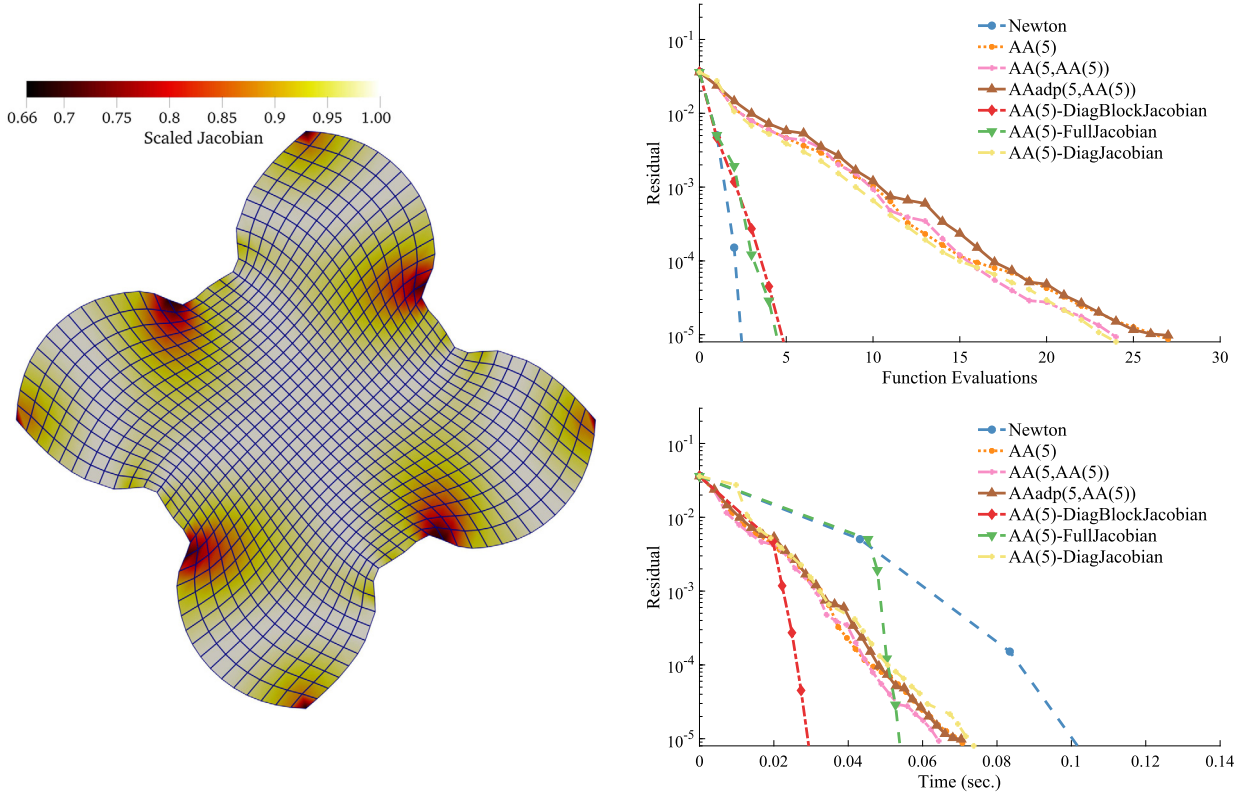 0.66 0.7 0.75 0.8 0.85 0.9 0.95 1.00
Scaled Jacobian
Residual
10^-1
10^-2
10^-3
10^-4
10^-5
Newton
AA(5)
AA(5,AA(5))
AAadp(5,AA(5))
AA(5)-DiagBlockJacobian
AA(5)-FullJacobian
AA(5)-DiagJacobian
0 5 10 15 20 25 30
Function Evaluations
Residual
10^-1
10^-2
10^-3
10^-4
10^-5
Newton
AA(5)
AA(5,AA(5))
AAadp(5,AA(5))
AA(5)-DiagBlockJacobian
AA(5)-FullJacobian
AA(5)-DiagJacobian
0 0.02 0.04 0.06 0.08 0.1 0.12 0.14
Time (sec.)